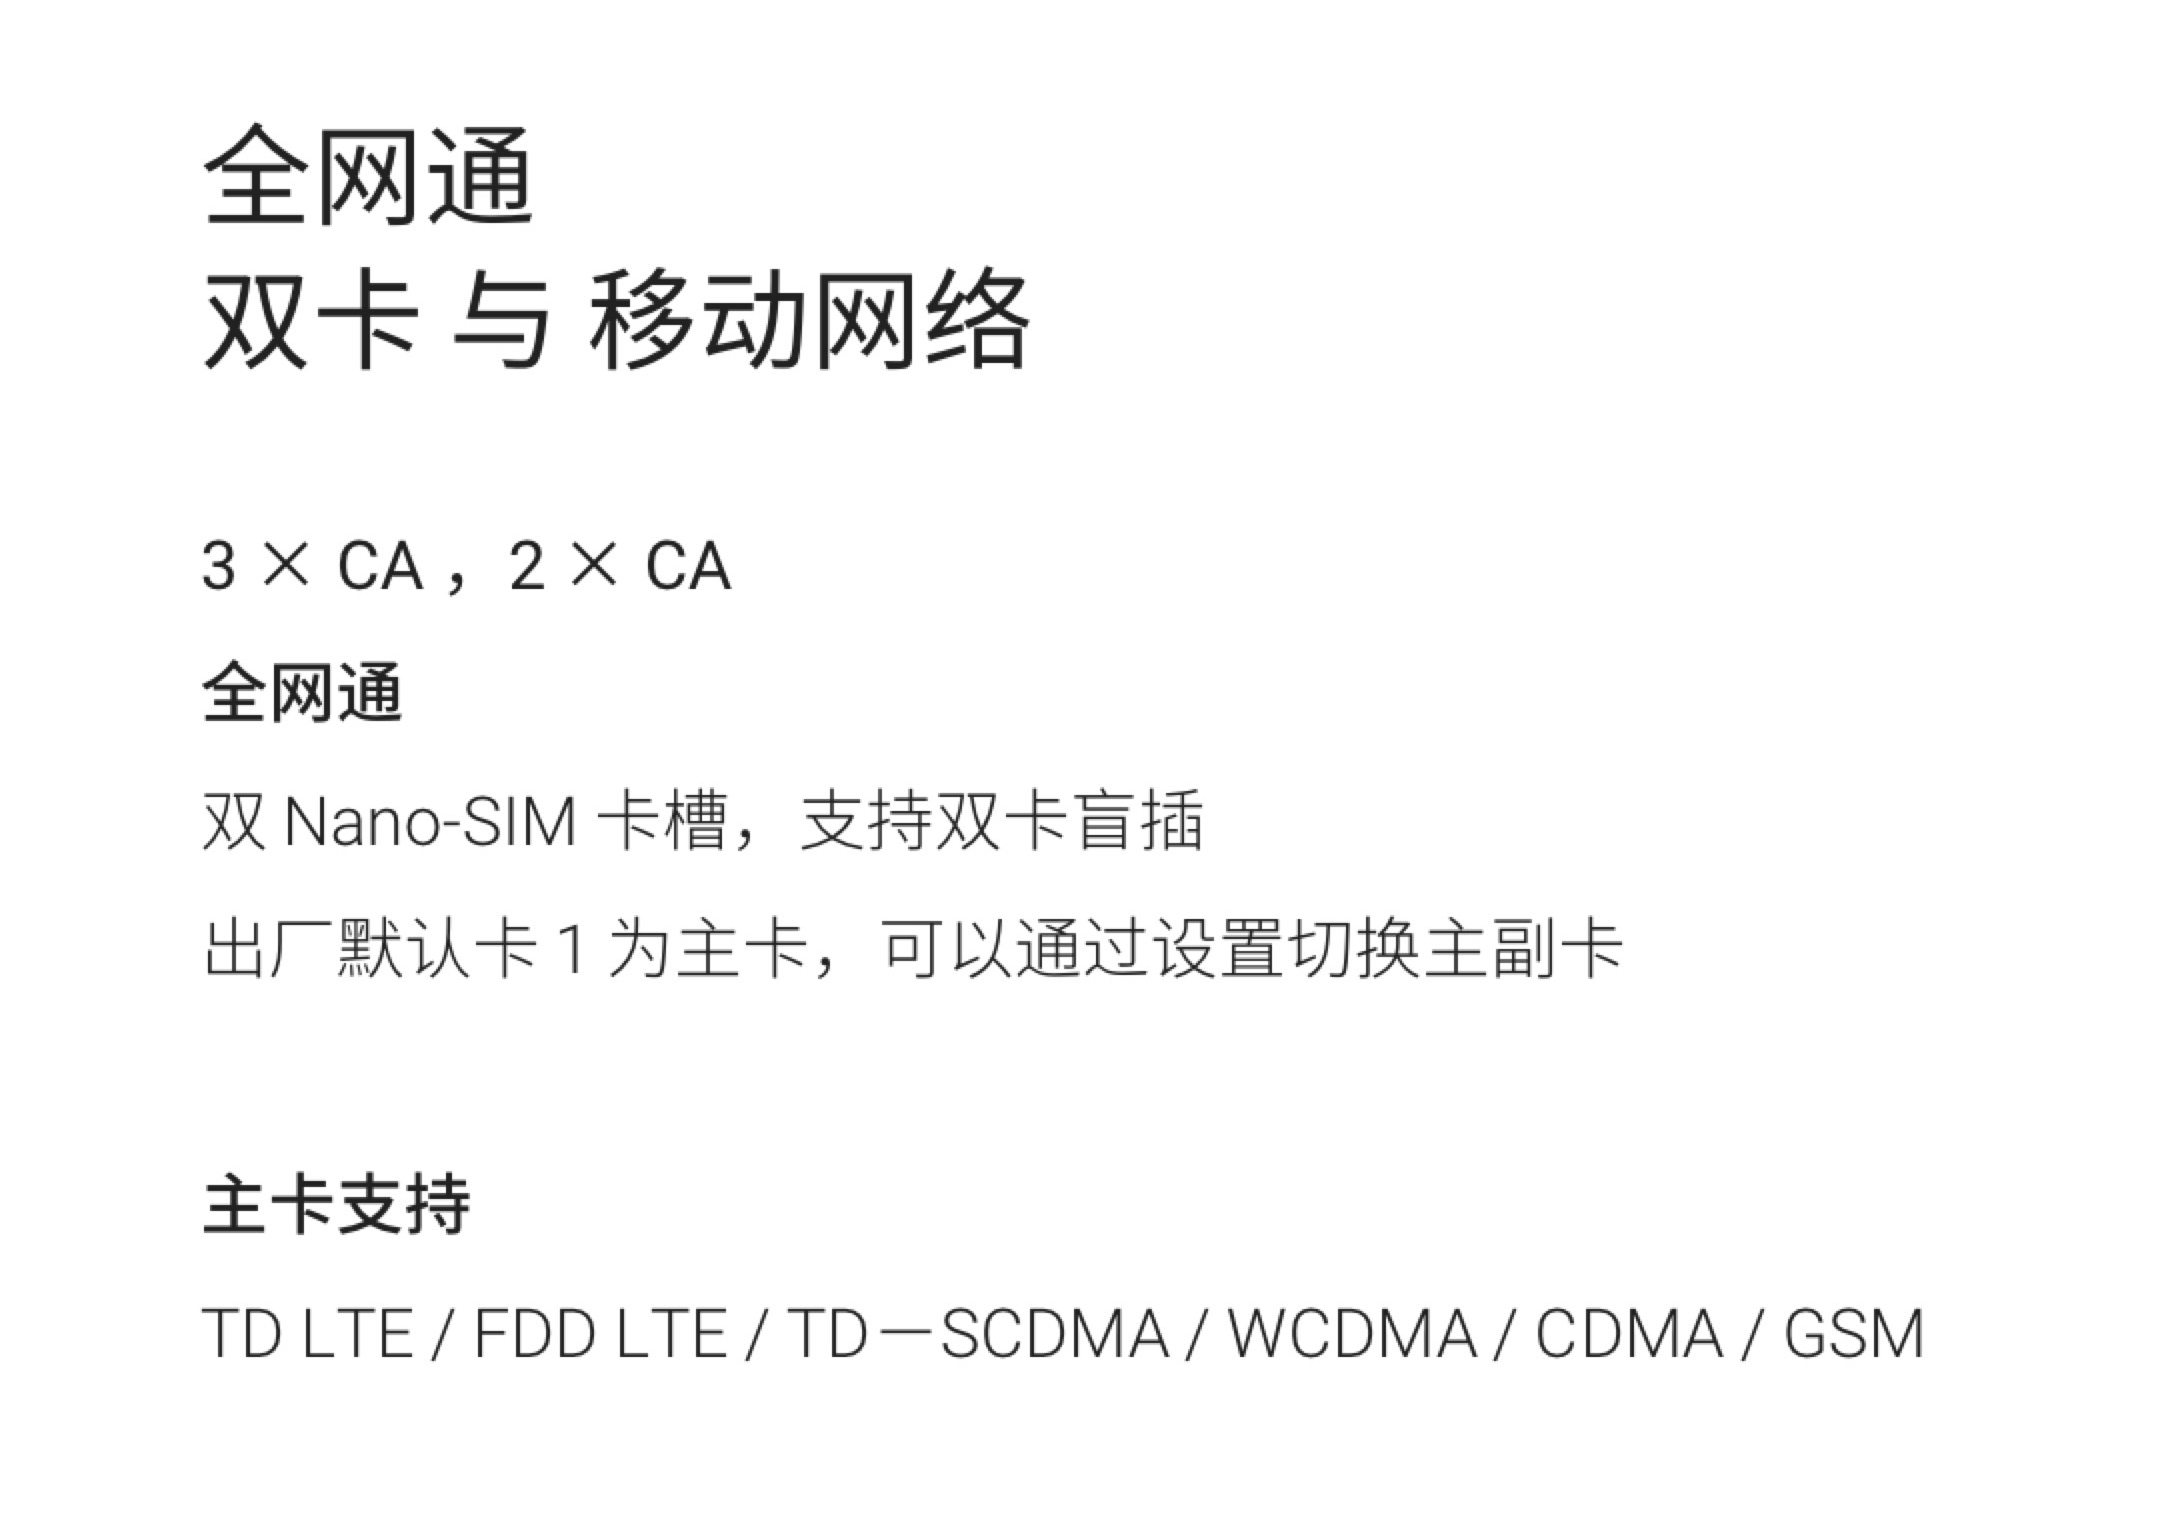 全网通
双卡 与 移动网络
3 × CA ，2 × CA
全网通
双 Nano-SIM 卡槽，支持双卡盲插
出厂默认卡 1 为主卡，可以通过设置切换主副卡
主卡支持
TD LTE / FDD LTE / TD－SCDMA / WCDMA / CDMA / GSM